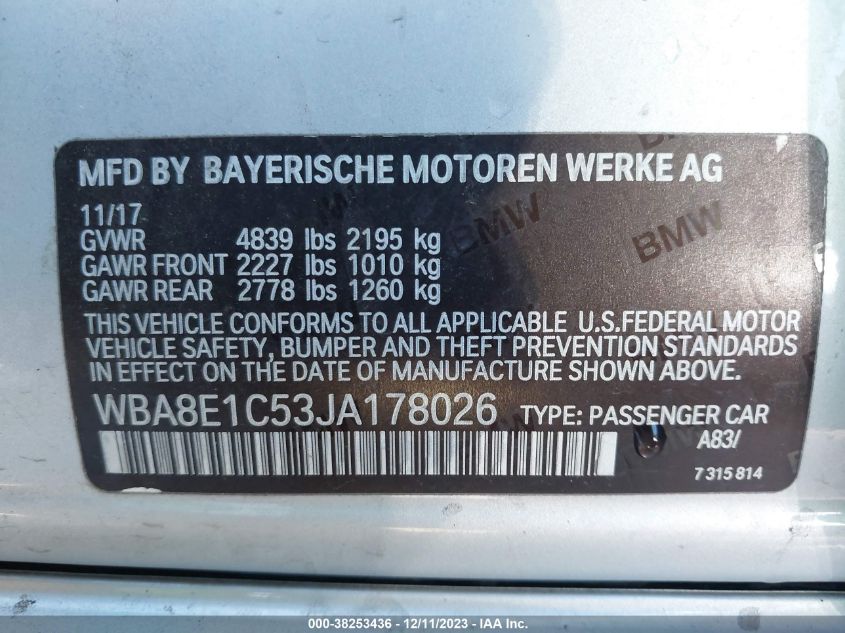 MFD BY BAYERISCHE MOTOREN WERKE AG
11/17
GVWR 4839 lbs 2195 kg
GAWR FRONT 2227 lbs 1010 kg
GAWR REAR 2778 lbs 1260 kg
THIS VEHICLE CONFORMS TO ALL APPLICABLE U.S.FEDERAL MOTOR
VEHICLE SAFETY, BUMPER AND THEFT PREVENTION STANDARDS
IN EFFECT ON THE DATE OF MANUFACTURE SHOWN ABOVE.
WBA8E1C53JA178026 TYPE: PASSENGER CAR
A83/
7 315 814
BMW
BMW
000-38253436 - 12/11/2023 - IAA Inc.